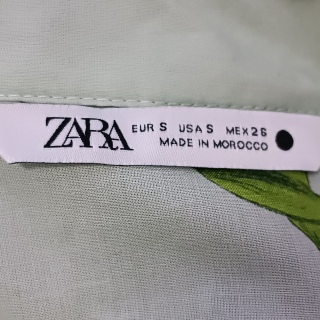 ZARA
EUR S USA S MEX 26
MADE IN MOROCCO